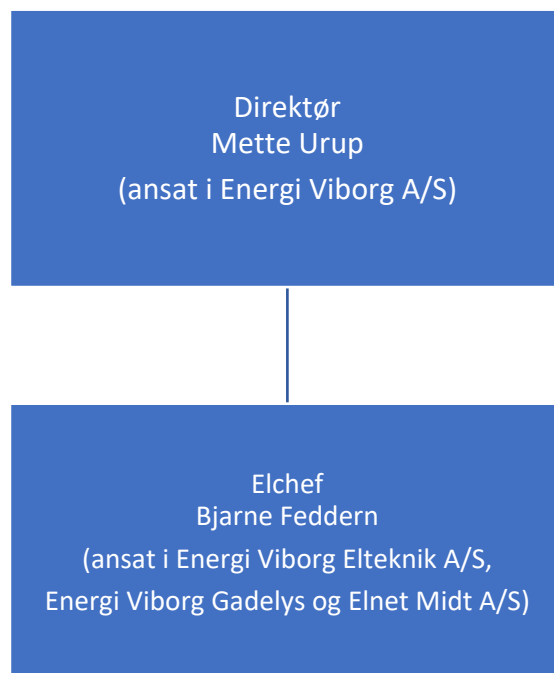 Direktør
Mette Urup
(ansat i Energi Viborg A/S)
Elchef
Bjarne Feddern
(ansat i Energi Viborg Elteknik A/S,
Energi Viborg Gadelys og Elnet Midt A/S)